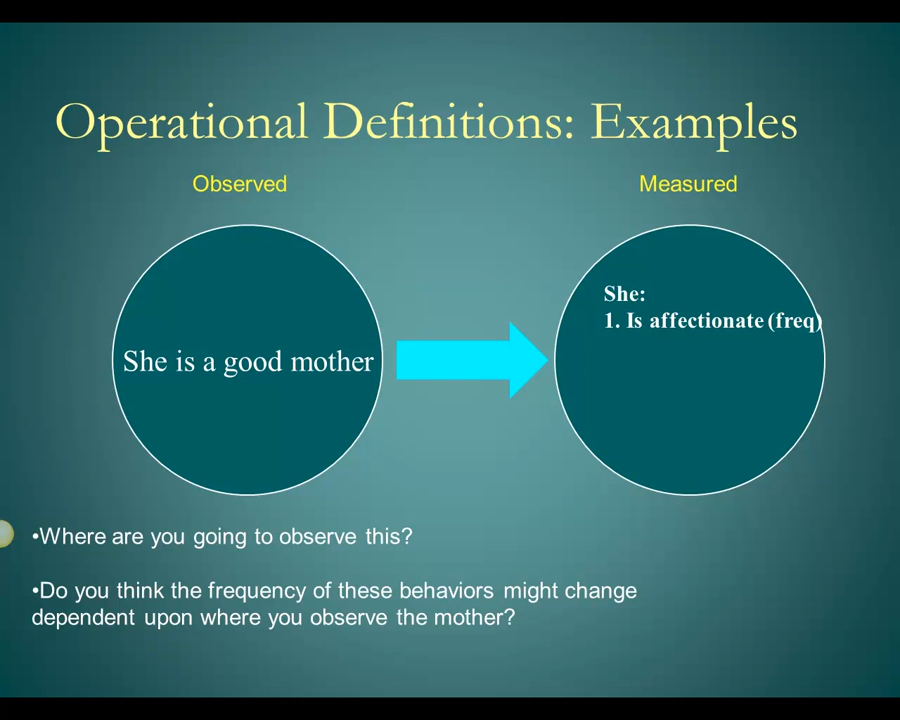 Operational Definitions: Examples
Observed
Measured
She is a good mother
She:
1. Is affectionate (freq)
•Where are you going to observe this?
•Do you think the frequency of these behaviors might change
dependent upon where you observe the mother?